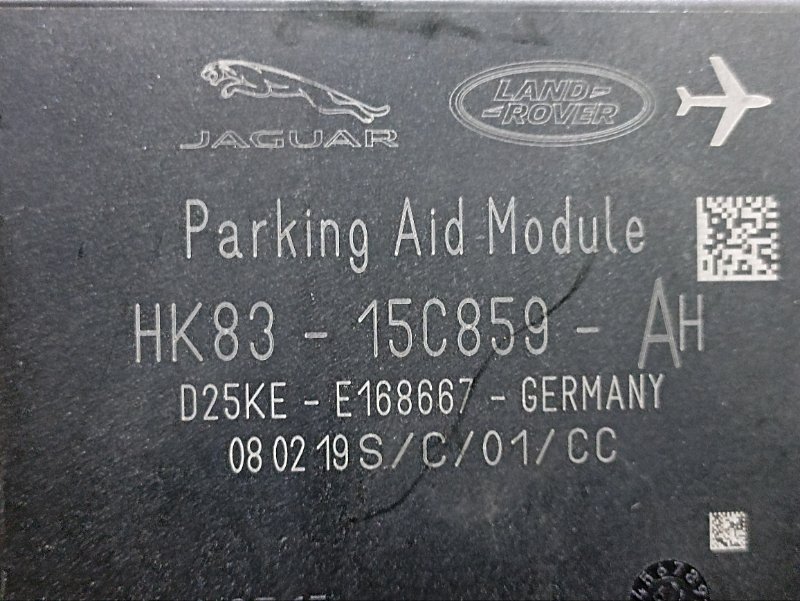 JAGUAR
LAND
ROVER
Parking Aid Module
HK83 - 15C859 - AH
D25KE - E168667 - GERMANY
08 02 19 S/C/01/CC